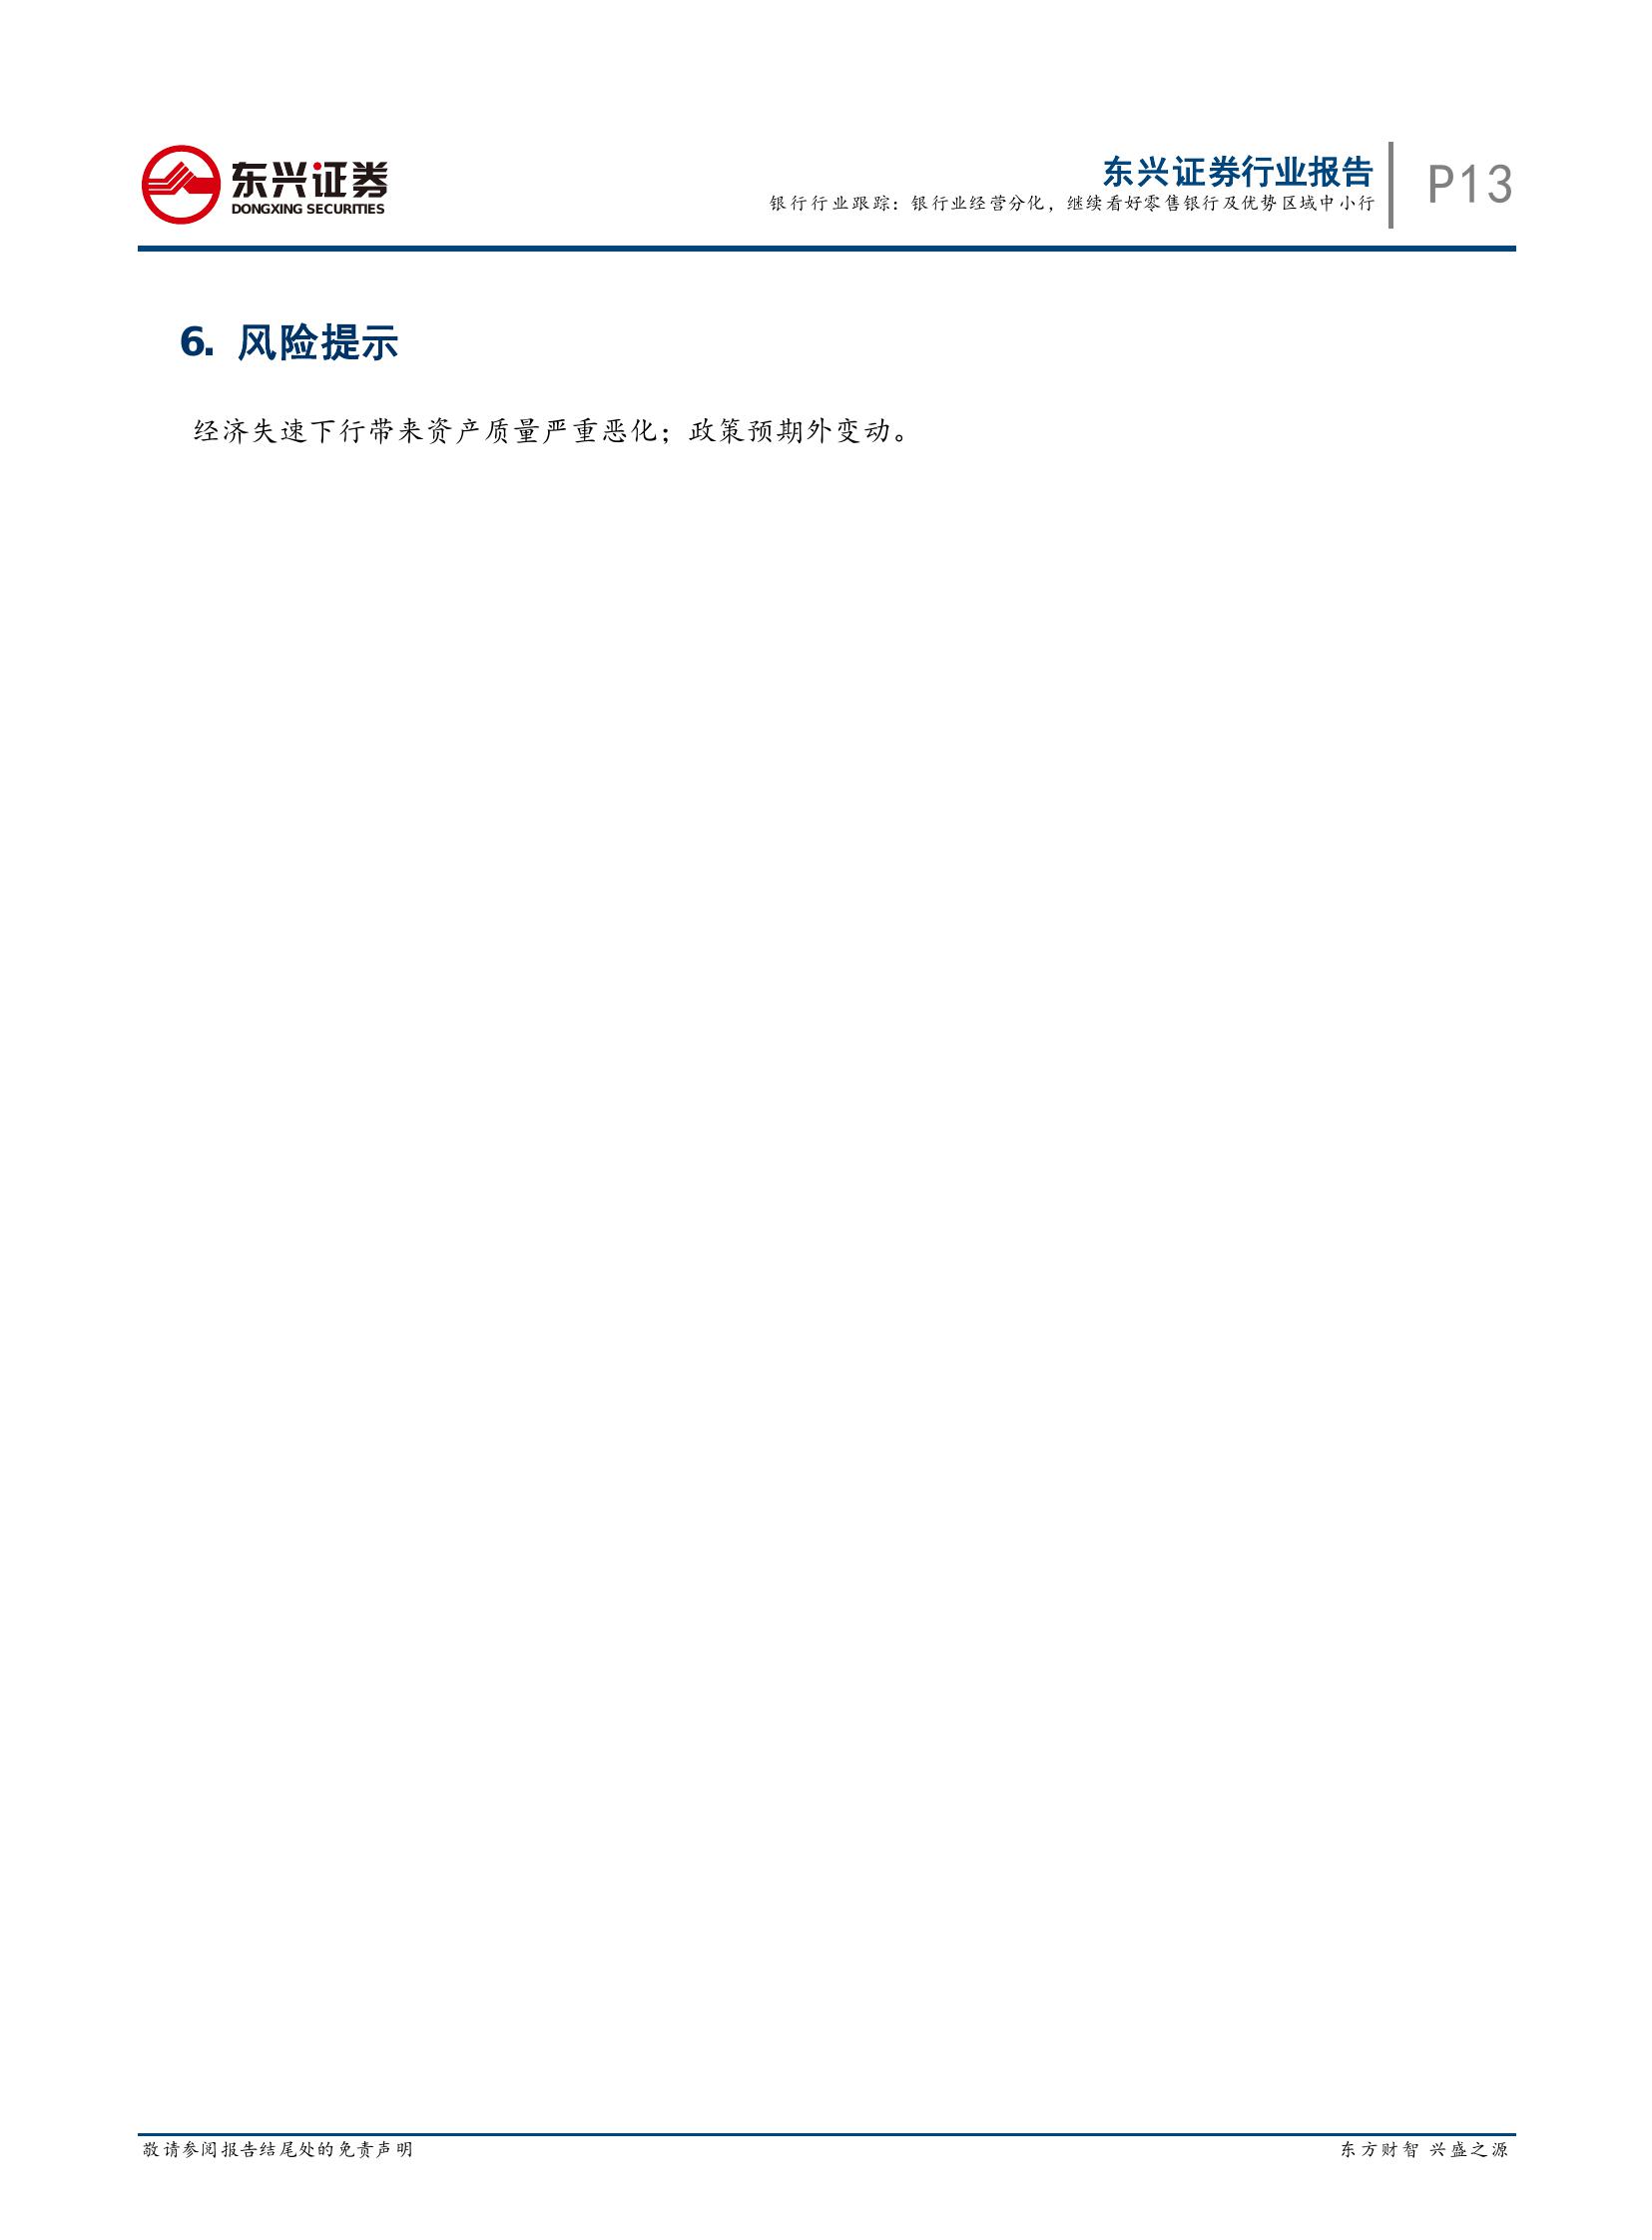 东兴证券
DONGXING SECURITIES
东兴证券行业报告
银行行业跟踪：银行业经营分化，继续看好零售银行及优势区域中小行
P13
6. 风险提示
经济失速下行带来资产质量严重恶化；政策预期外变动。
敬请参阅报告结尾处的免责声明
东方财智 兴盛之源